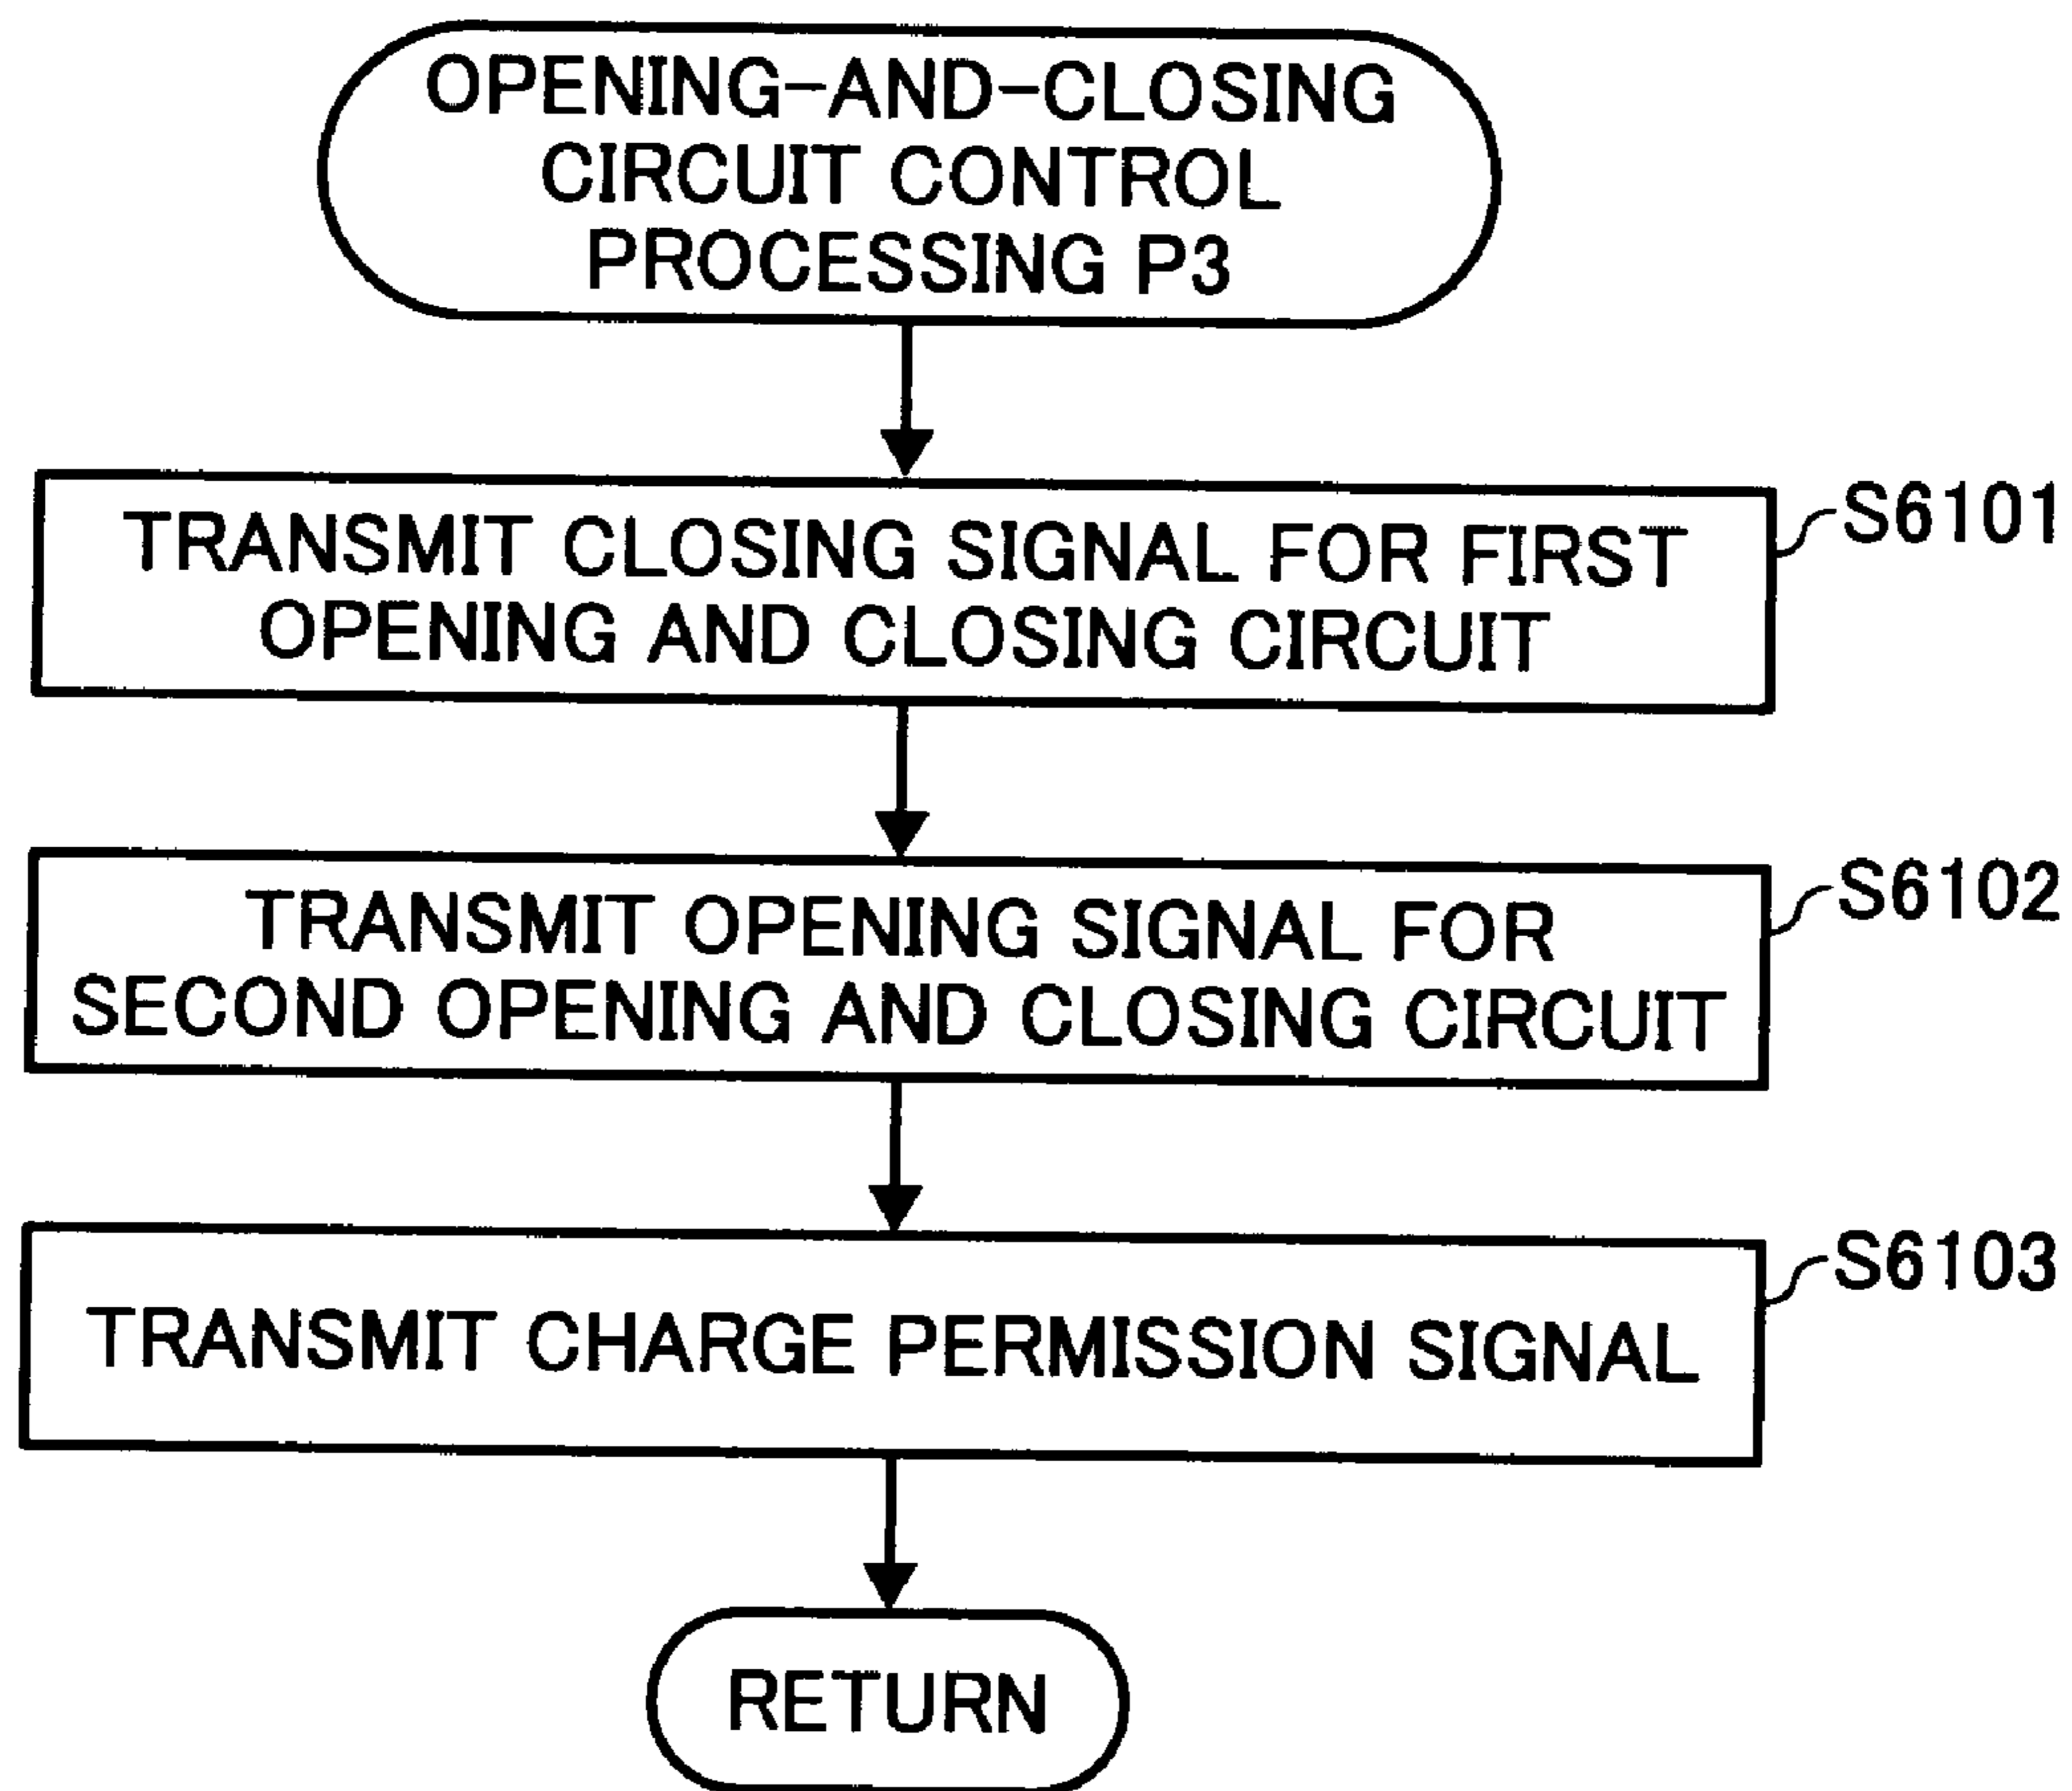 OPENING-AND-CLOSING
CIRCUIT CONTROL
PROCESSING P3
TRANSMIT CLOSING SIGNAL FOR FIRST
OPENING AND CLOSING CIRCUIT
S6101
TRANSMIT OPENING SIGNAL FOR
SECOND OPENING AND CLOSING CIRCUIT
S6102
TRANSMIT CHARGE PERMISSION SIGNAL
S6103
RETURN